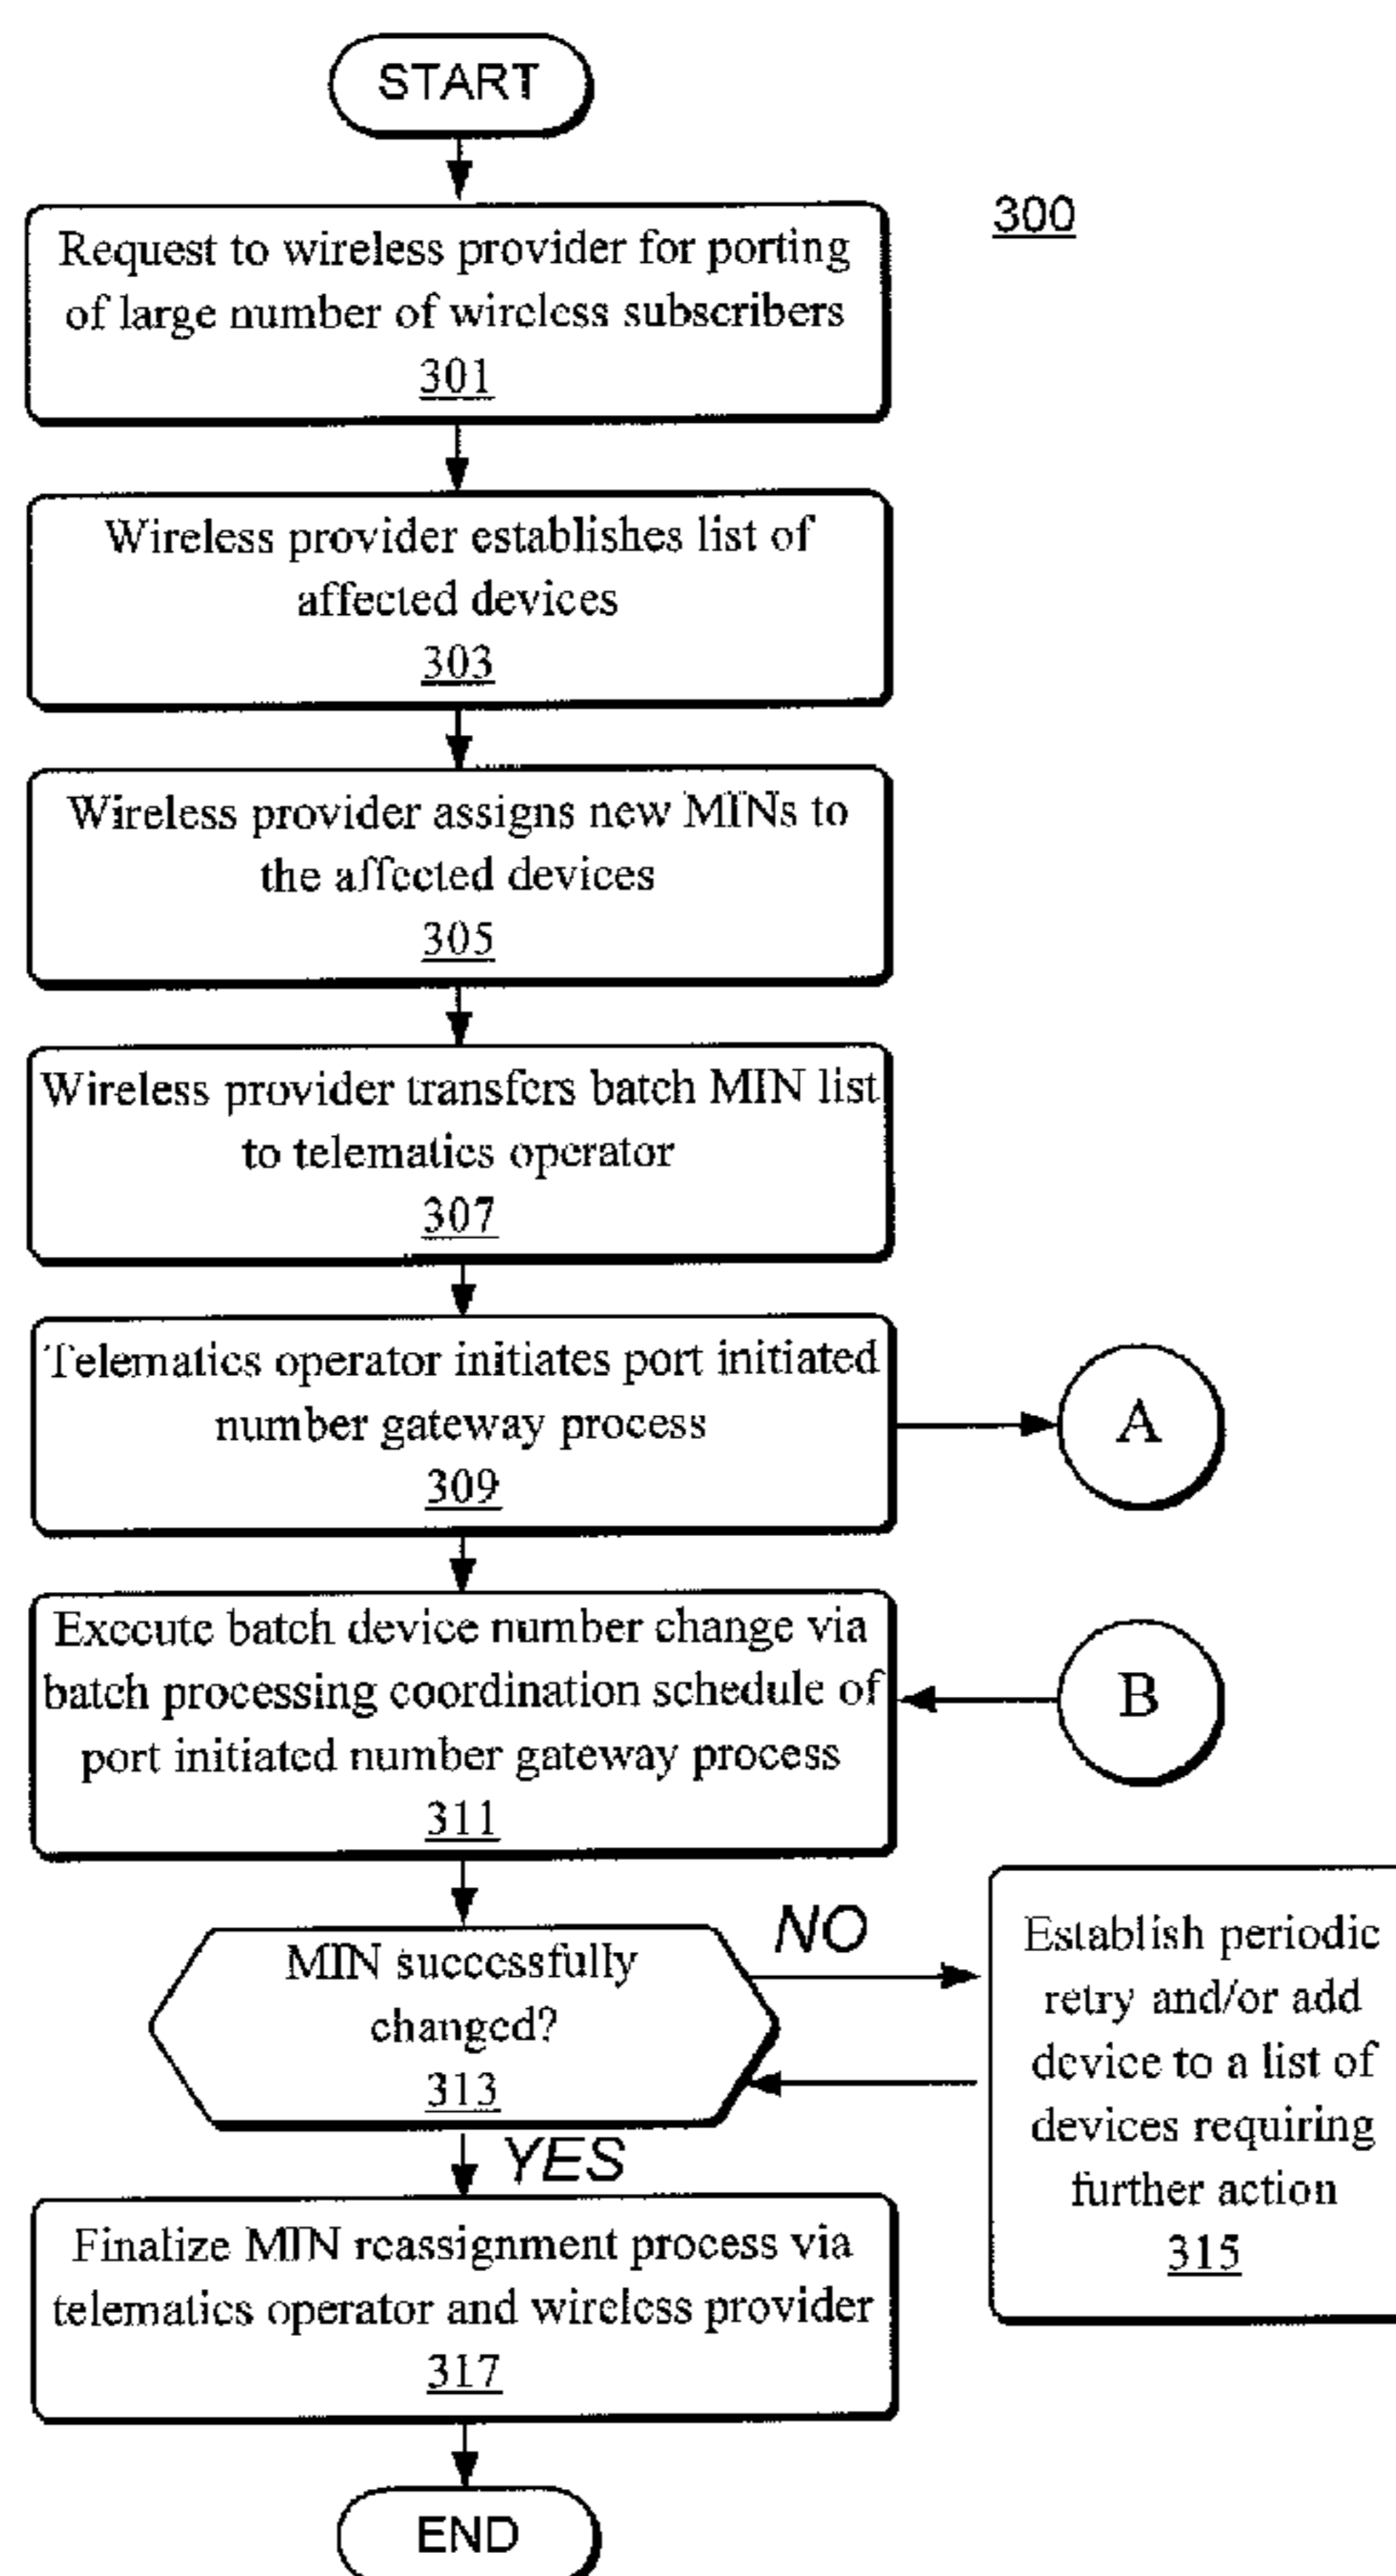 START
300
Request to wireless provider for porting
of large number of wireless subscribers
301
Wireless provider establishes list of
affected devices
303
Wireless provider assigns new MINs to
the affected devices
305
Wireless provider transfers batch MIN list
to telematics operator
307
Telematics operator initiates port initiated
number gateway process
309
A
Execute batch device number change via
batch processing coordination schedule of
port initiated number gateway process
311
B
MIN successfully
changed?
313
NO
YES
Establish periodic
retry and/or add
device to a list of
devices requiring
further action
315
Finalize MIN reassignment process via
telematics operator and wireless provider
317
END